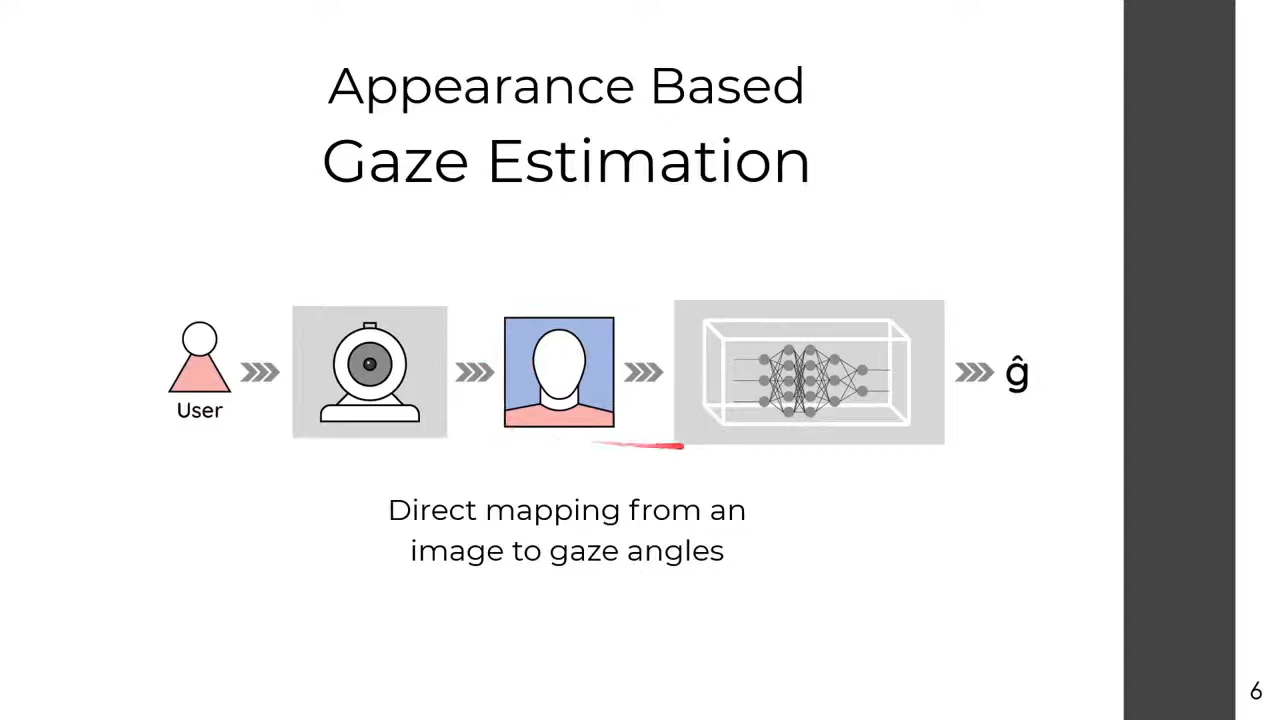 Appearance Based
Gaze Estimation
User
ĝ
Direct mapping from an
image to gaze angles
6